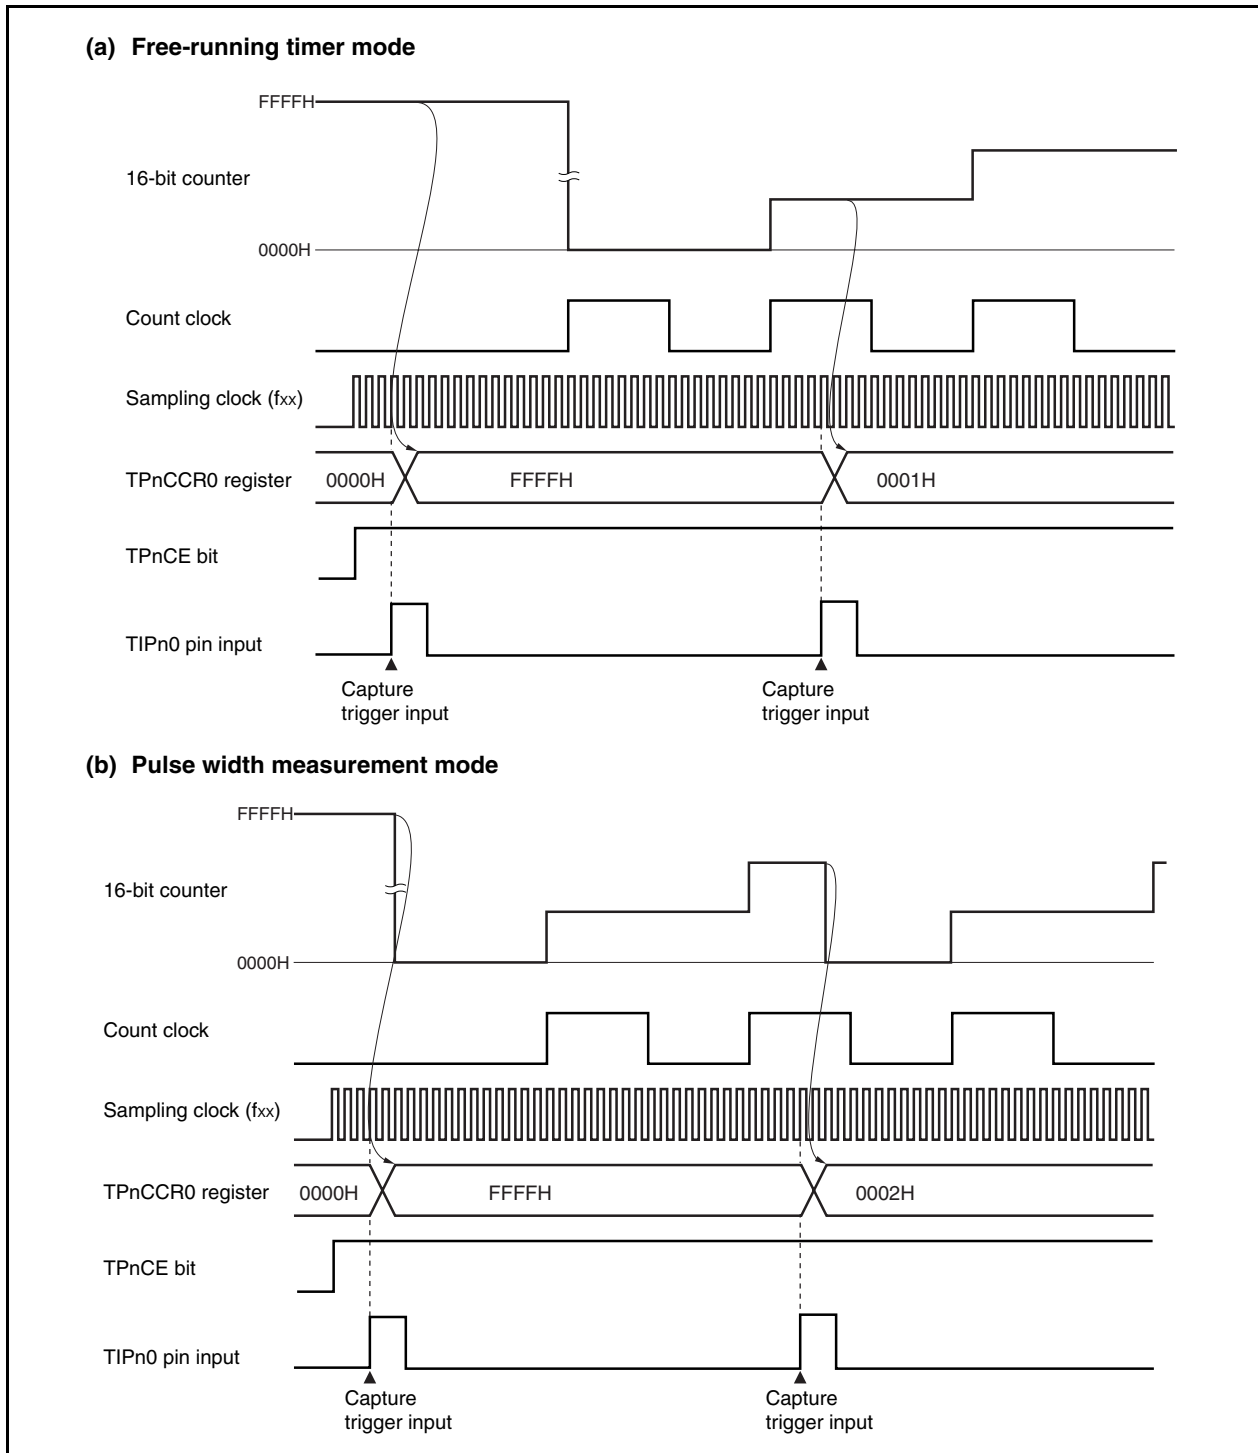 (a) Free-running timer mode
FFFFH
16-bit counter
0000H
Count clock
Sampling clock (fxx)
TPnCCR0 register
0000H
FFFFH
0001H
TPnCE bit
TIPn0 pin input
Capture
trigger input
Capture
trigger input
(b) Pulse width measurement mode
FFFFH
16-bit counter
0000H
Count clock
Sampling clock (fxx)
TPnCCR0 register
0000H
FFFFH
0002H
TPnCE bit
TIPn0 pin input
Capture
trigger input
Capture
trigger input